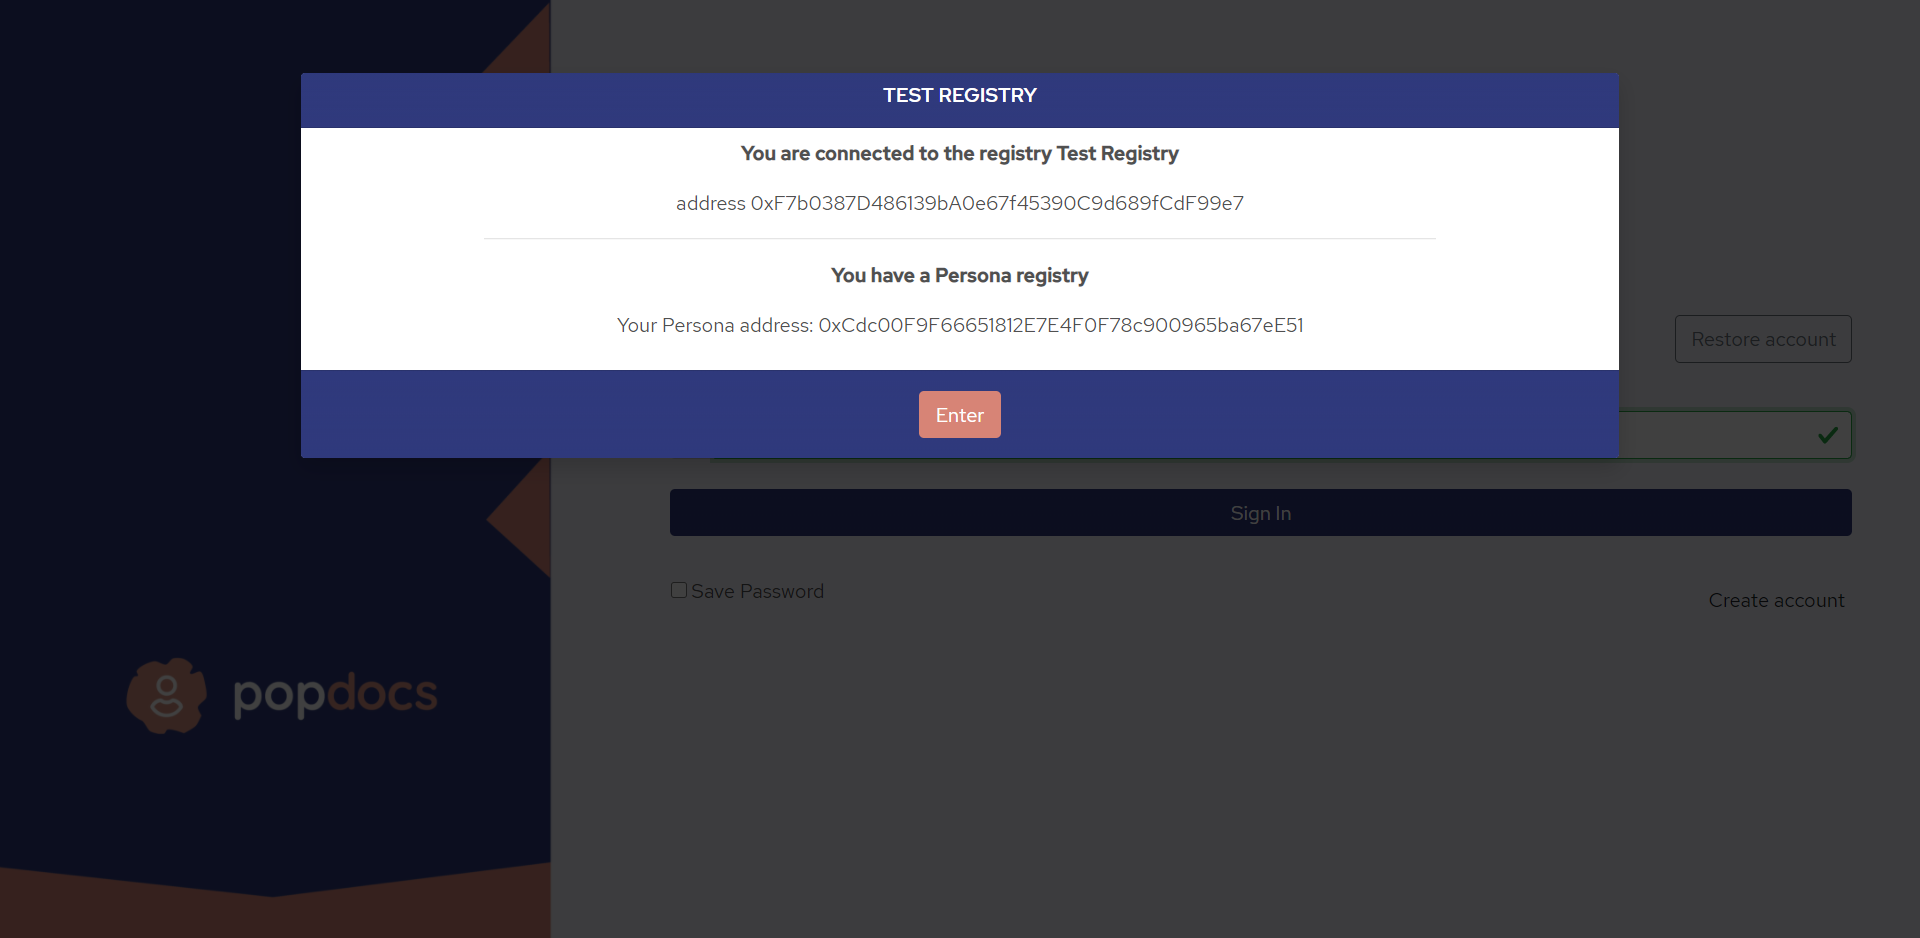 TEST REGISTRY
You are connected to the registry Test Registry
address 0xF7b0387D486139bA0e67f45390C9d689fCdF99e7
You have a Persona registry
Your Persona address: 0xCdc00F9F66651812E7E4F0F78c900965ba67eE51
Enter
Restore account
Sign In
Save Password
Create account
popdocs